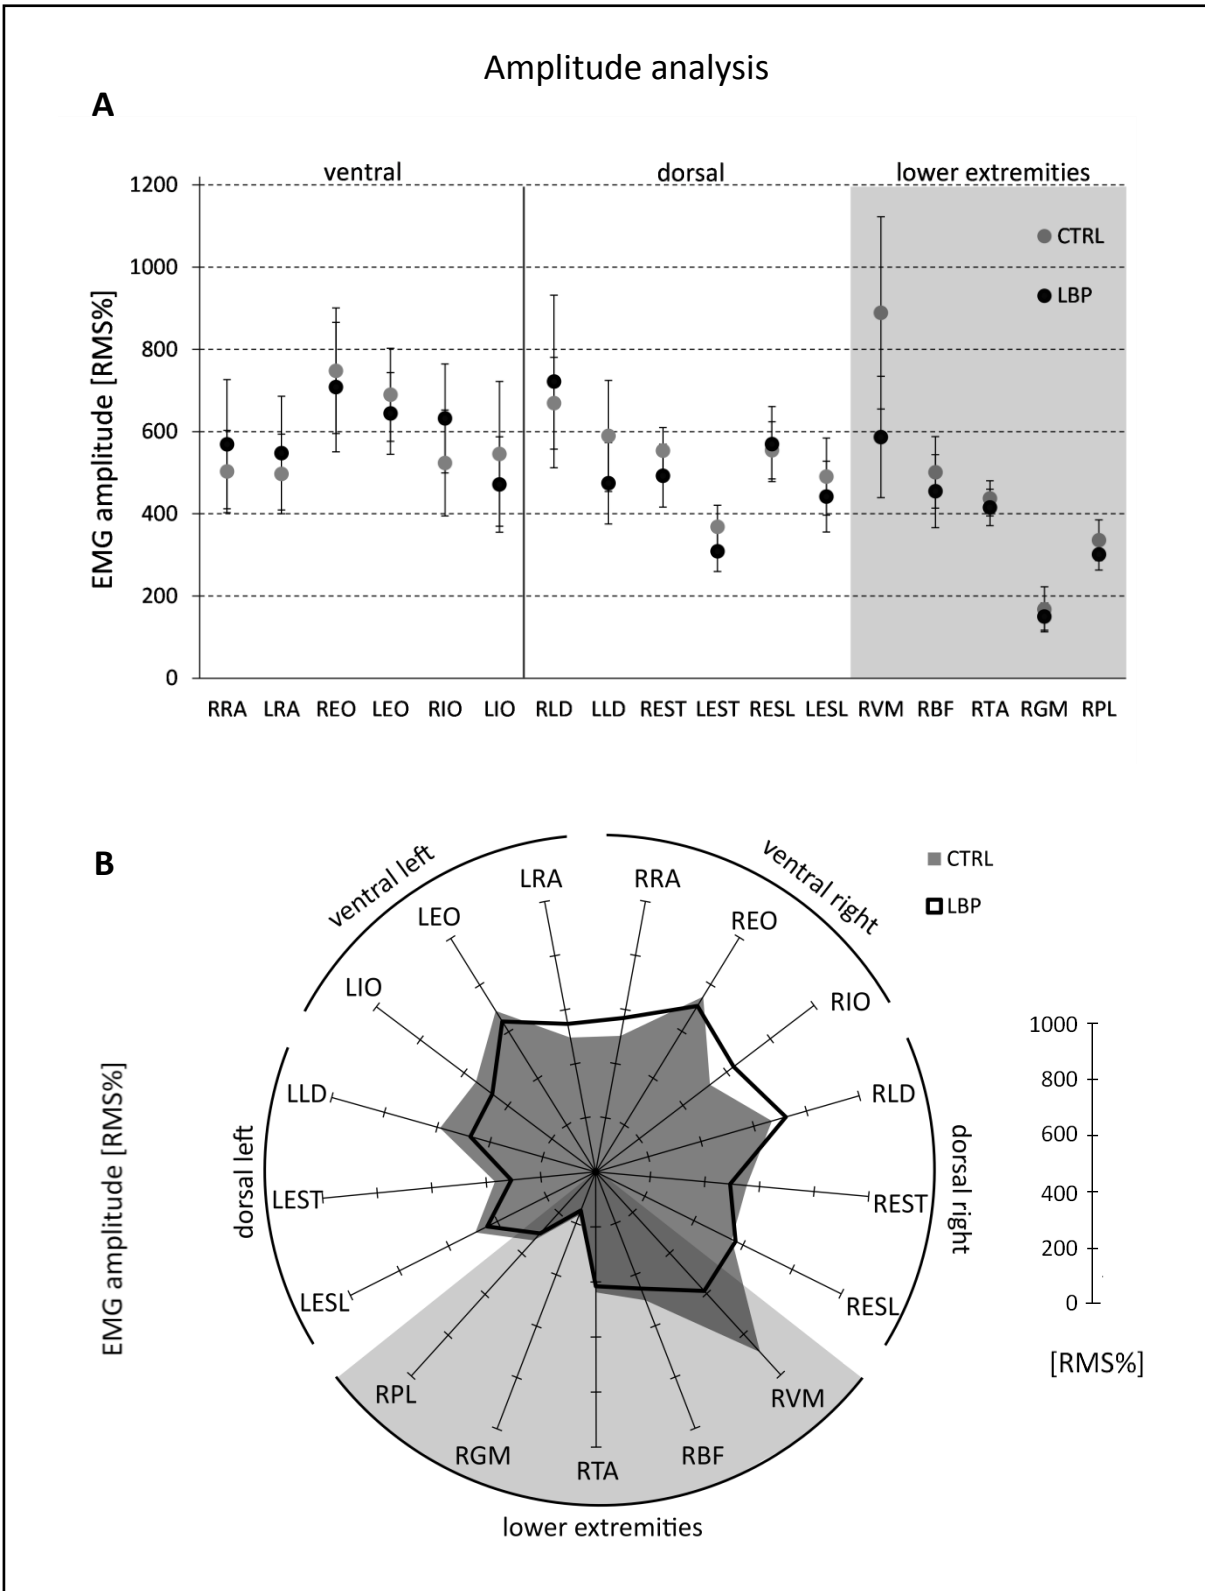 Amplitude analysis
A
ventral dorsal lower extremities
EMG amplitude [RMS%]
1200
1000
800
600
400
200
0
CTRL
LBP
RRA LRA REO LEO RIO LIO RLD LLD REST LEST RESL LESL RVM RBF RTA RGM RPL
B
CTRL
LBP
ventral left
ventral right
dorsal left
dorsal right
lower extremities
LRA
RRA
LEO
REO
LIO
RIO
LLD
RLD
LEST
REST
LESL
RESL
RPL
RVM
RGM
RBF
RTA
EMG amplitude [RMS%]
1000
800
600
400
200
0
[RMS%]